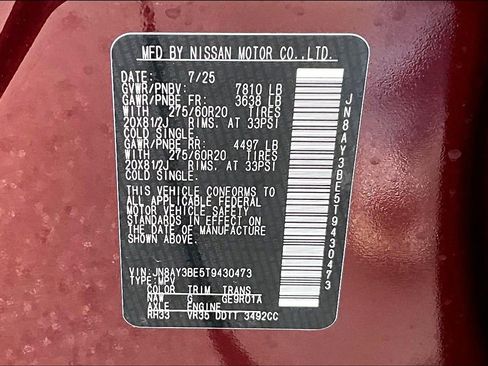 MFD BY NISSAN MOTOR CO.,LTD.
DATE: 7/25
GVWR/PNBV: 7810 LB
GAWR/PNBE FR: 3638 LB
WITH 275/60R20 TIRES
20X81/2J RIMS. AT 33PSI
COLD SINGLE.
GAWR/PNBE RR: 4497 LB
WITH 275/60R20 TIRES
20X81/2J RIMS. AT 33PSI
COLD SINGLE.
THIS VEHICLE CONFORMS TO
ALL APPLICABLE FEDERAL
MOTOR VEHICLE SAFETY
STANDARDS IN EFFECT ON
THE DATE OF MANUFACTURE
SHOWN ABOVE.
VIN:JN8AY3BE5T9430473
TYPE:MPV
COLOR TRIM TRANS
NAW G GE9R01A
AXLE ENGINE
RH33 VR35 DDTT 3492CC
JN8AY3BE5T9430473